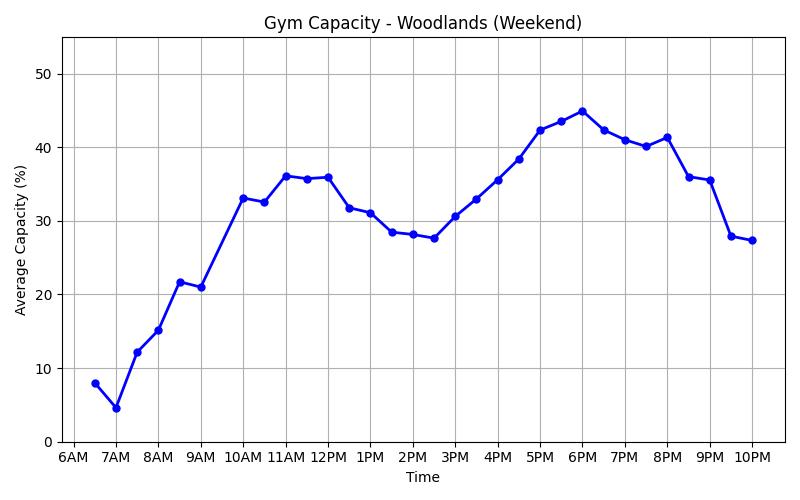 Gym Capacity - Woodlands (Weekend)
Average Capacity (%)
50
40
30
20
10
0
6AM 7AM 8AM 9AM 10AM 11AM 12PM 1PM 2PM 3PM 4PM 5PM 6PM 7PM 8PM 9PM 10PM
Time